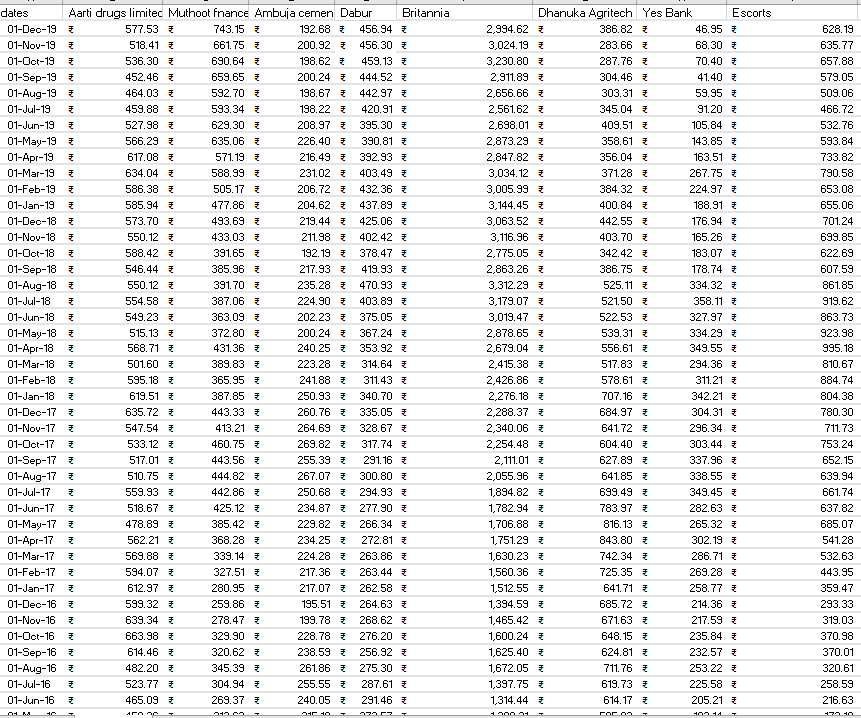 dates Aarti drugs limited Muthoot fnance Ambuja cemen Dabur Britannia Dhanuka Agritech Yes Bank Escorts
01-Dec-19 ₹ 577.53 ₹ 743.15 ₹ 192.68 ₹ 456.94 ₹ 2,994.62 ₹ 386.82 ₹ 46.95 ₹ 628.19
01-Nov-19 ₹ 518.41 ₹ 661.75 ₹ 200.92 ₹ 456.30 ₹ 3,024.19 ₹ 283.66 ₹ 68.30 ₹ 635.77
01-Oct-19 ₹ 536.30 ₹ 690.64 ₹ 198.62 ₹ 459.13 ₹ 3,230.80 ₹ 287.76 ₹ 70.40 ₹ 657.88
01-Sep-19 ₹ 452.46 ₹ 659.65 ₹ 200.24 ₹ 444.52 ₹ 2,911.89 ₹ 304.46 ₹ 41.40 ₹ 579.05
01-Aug-19 ₹ 464.03 ₹ 592.70 ₹ 198.67 ₹ 442.97 ₹ 2,656.66 ₹ 303.31 ₹ 59.95 ₹ 509.06
01-Jul-19 ₹ 459.88 ₹ 593.34 ₹ 198.22 ₹ 420.91 ₹ 2,561.62 ₹ 345.04 ₹ 91.20 ₹ 466.72
01-Jun-19 ₹ 527.98 ₹ 629.30 ₹ 208.97 ₹ 395.30 ₹ 2,698.01 ₹ 409.51 ₹ 105.84 ₹ 532.76
01-May-19 ₹ 566.29 ₹ 635.06 ₹ 226.40 ₹ 390.81 ₹ 2,873.29 ₹ 358.61 ₹ 143.85 ₹ 593.84
01-Apr-19 ₹ 617.08 ₹ 571.19 ₹ 216.49 ₹ 392.93 ₹ 2,847.82 ₹ 356.04 ₹ 163.51 ₹ 733.82
01-Mar-19 ₹ 634.04 ₹ 588.99 ₹ 231.02 ₹ 403.49 ₹ 3,034.12 ₹ 371.28 ₹ 267.75 ₹ 790.58
01-Feb-19 ₹ 586.38 ₹ 505.17 ₹ 206.72 ₹ 432.36 ₹ 3,005.99 ₹ 384.32 ₹ 224.97 ₹ 653.08
01-Jan-19 ₹ 585.94 ₹ 477.86 ₹ 204.62 ₹ 437.89 ₹ 3,144.45 ₹ 400.84 ₹ 188.91 ₹ 655.06
01-Dec-18 ₹ 573.70 ₹ 493.69 ₹ 219.44 ₹ 425.06 ₹ 3,063.52 ₹ 442.55 ₹ 176.94 ₹ 701.24
01-Nov-18 ₹ 550.12 ₹ 433.03 ₹ 211.98 ₹ 402.42 ₹ 3,116.96 ₹ 403.70 ₹ 165.26 ₹ 699.85
01-Oct-18 ₹ 588.42 ₹ 391.65 ₹ 192.19 ₹ 378.47 ₹ 2,775.05 ₹ 342.42 ₹ 183.07 ₹ 622.69
01-Sep-18 ₹ 546.44 ₹ 385.96 ₹ 217.93 ₹ 419.93 ₹ 2,863.26 ₹ 386.75 ₹ 178.74 ₹ 607.59
01-Aug-18 ₹ 550.12 ₹ 391.70 ₹ 235.28 ₹ 470.93 ₹ 3,312.29 ₹ 525.11 ₹ 334.32 ₹ 861.85
01-Jul-18 ₹ 554.58 ₹ 387.06 ₹ 224.90 ₹ 403.89 ₹ 3,179.07 ₹ 521.50 ₹ 358.11 ₹ 919.62
01-Jun-18 ₹ 549.23 ₹ 363.09 ₹ 202.23 ₹ 375.05 ₹ 3,019.47 ₹ 522.53 ₹ 327.97 ₹ 863.73
01-May-18 ₹ 515.13 ₹ 372.80 ₹ 200.24 ₹ 367.24 ₹ 2,878.65 ₹ 539.31 ₹ 334.29 ₹ 923.98
01-Apr-18 ₹ 568.71 ₹ 431.36 ₹ 240.25 ₹ 353.92 ₹ 2,679.04 ₹ 556.61 ₹ 349.55 ₹ 995.18
01-Mar-18 ₹ 501.60 ₹ 389.83 ₹ 223.28 ₹ 314.64 ₹ 2,415.38 ₹ 517.83 ₹ 294.36 ₹ 810.67
01-Feb-18 ₹ 595.18 ₹ 365.95 ₹ 241.88 ₹ 311.43 ₹ 2,426.86 ₹ 578.61 ₹ 311.21 ₹ 884.74
01-Jan-18 ₹ 619.51 ₹ 387.85 ₹ 250.93 ₹ 340.70 ₹ 2,276.18 ₹ 707.16 ₹ 342.21 ₹ 804.38
01-Dec-17 ₹ 635.72 ₹ 443.33 ₹ 260.76 ₹ 335.05 ₹ 2,288.37 ₹ 684.97 ₹ 304.31 ₹ 780.30
01-Nov-17 ₹ 547.54 ₹ 413.21 ₹ 264.69 ₹ 328.67 ₹ 2,340.06 ₹ 641.72 ₹ 296.34 ₹ 711.73
01-Oct-17 ₹ 533.12 ₹ 460.75 ₹ 269.82 ₹ 317.74 ₹ 2,254.48 ₹ 604.40 ₹ 303.44 ₹ 753.24
01-Sep-17 ₹ 517.01 ₹ 443.56 ₹ 255.39 ₹ 291.16 ₹ 2,111.01 ₹ 627.89 ₹ 337.96 ₹ 652.15
01-Aug-17 ₹ 510.75 ₹ 444.82 ₹ 267.07 ₹ 300.80 ₹ 2,055.96 ₹ 641.85 ₹ 338.55 ₹ 639.94
01-Jul-17 ₹ 559.93 ₹ 442.86 ₹ 250.68 ₹ 294.93 ₹ 1,894.82 ₹ 699.49 ₹ 349.45 ₹ 661.74
01-Jun-17 ₹ 518.67 ₹ 425.12 ₹ 234.87 ₹ 277.90 ₹ 1,782.94 ₹ 783.97 ₹ 282.63 ₹ 637.82
01-May-17 ₹ 478.89 ₹ 385.42 ₹ 229.82 ₹ 266.34 ₹ 1,706.88 ₹ 816.13 ₹ 265.32 ₹ 685.07
01-Apr-17 ₹ 562.21 ₹ 368.28 ₹ 234.25 ₹ 272.81 ₹ 1,751.29 ₹ 843.80 ₹ 302.19 ₹ 541.28
01-Mar-17 ₹ 569.88 ₹ 339.14 ₹ 224.28 ₹ 263.86 ₹ 1,630.23 ₹ 742.34 ₹ 286.71 ₹ 532.63
01-Feb-17 ₹ 594.07 ₹ 327.51 ₹ 217.36 ₹ 263.44 ₹ 1,560.36 ₹ 725.35 ₹ 269.28 ₹ 443.95
01-Jan-17 ₹ 612.97 ₹ 280.95 ₹ 217.07 ₹ 262.58 ₹ 1,512.55 ₹ 641.71 ₹ 258.77 ₹ 359.47
01-Dec-16 ₹ 599.32 ₹ 259.86 ₹ 195.51 ₹ 264.63 ₹ 1,394.59 ₹ 685.72 ₹ 214.36 ₹ 293.33
01-Nov-16 ₹ 639.34 ₹ 278.47 ₹ 199.78 ₹ 268.62 ₹ 1,465.42 ₹ 671.63 ₹ 217.59 ₹ 319.03
01-Oct-16 ₹ 663.98 ₹ 329.90 ₹ 228.78 ₹ 276.20 ₹ 1,600.24 ₹ 648.15 ₹ 235.84 ₹ 370.98
01-Sep-16 ₹ 614.46 ₹ 320.62 ₹ 238.59 ₹ 256.92 ₹ 1,625.40 ₹ 624.81 ₹ 232.57 ₹ 370.01
01-Aug-16 ₹ 482.20 ₹ 345.39 ₹ 261.86 ₹ 275.30 ₹ 1,672.05 ₹ 711.76 ₹ 253.22 ₹ 320.61
01-Jul-16 ₹ 523.77 ₹ 304.94 ₹ 255.55 ₹ 287.61 ₹ 1,397.75 ₹ 619.73 ₹ 225.58 ₹ 258.59
01-Jun-16 ₹ 465.09 ₹ 269.37 ₹ 240.05 ₹ 291.46 ₹ 1,314.44 ₹ 614.17 ₹ 205.21 ₹ 216.63